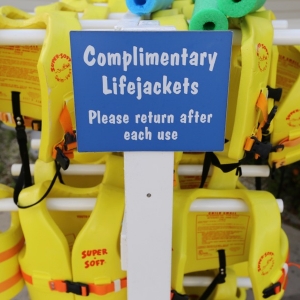 Complimentary
Lifejackets
Please return after
each use
SUPER
SOFT